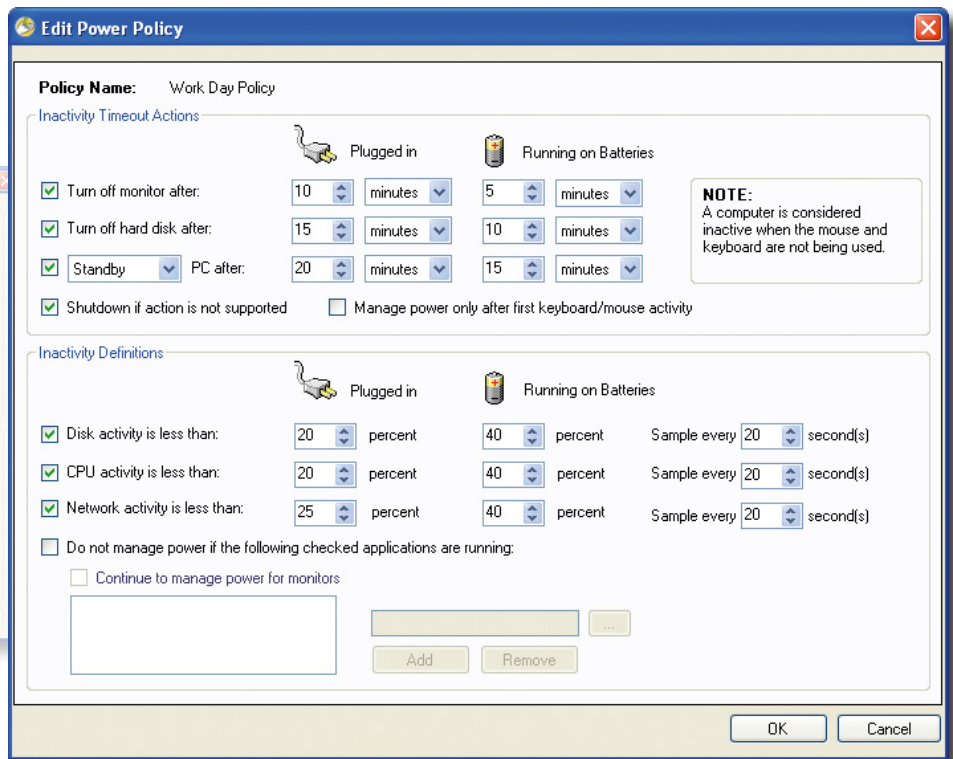 Edit Power Policy
Policy Name: Work Day Policy
Inactivity Timeout Actions
Plugged in Running on Batteries
Turn off monitor after: 10 minutes 5 minutes
Turn off hard disk after: 15 minutes 10 minutes
Standby PC after: 20 minutes 15 minutes
NOTE:
A computer is considered
inactive when the mouse and
keyboard are not being used.
Shutdown if action is not supported Manage power only after first keyboard/mouse activity
Inactivity Definitions
Plugged in Running on Batteries
Disk activity is less than: 20 percent 40 percent Sample every 20 second(s)
CPU activity is less than: 20 percent 40 percent Sample every 20 second(s)
Network activity is less than: 25 percent 40 percent Sample every 20 second(s)
Do not manage power if the following checked applications are running:
Continue to manage power for monitors
...
Add Remove
OK Cancel